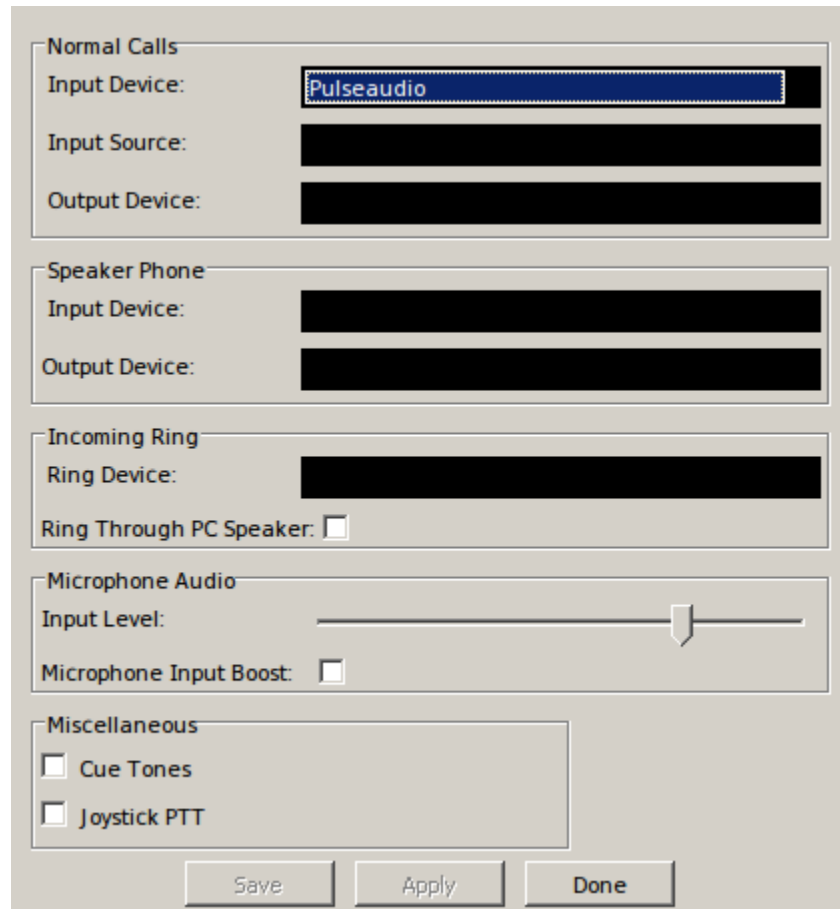 Normal Calls
Input Device:
Pulseaudio
Input Source:
Output Device:
Speaker Phone
Input Device:
Output Device:
Incoming Ring
Ring Device:
Ring Through PC Speaker:
Microphone Audio
Input Level:
Microphone Input Boost:
Miscellaneous
Cue Tones
Joystick PTT
Save Apply Done